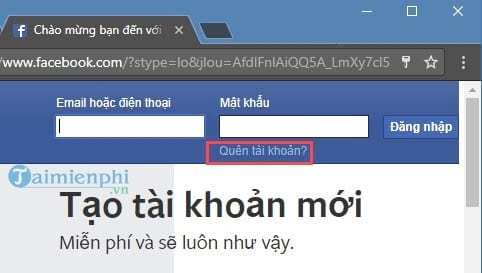 Chào mừng bạn đến với
www.facebook.com/?stype=lo&jlou=AfdIFnIAiQQ5A_LmXy7cI5
Email hoặc điện thoại
Mật khẩu
Đăng nhập
Quên tài khoản?
Taimienphi
.vn
Tạo tài khoản mới
Miễn phí và sẽ luôn như vậy.